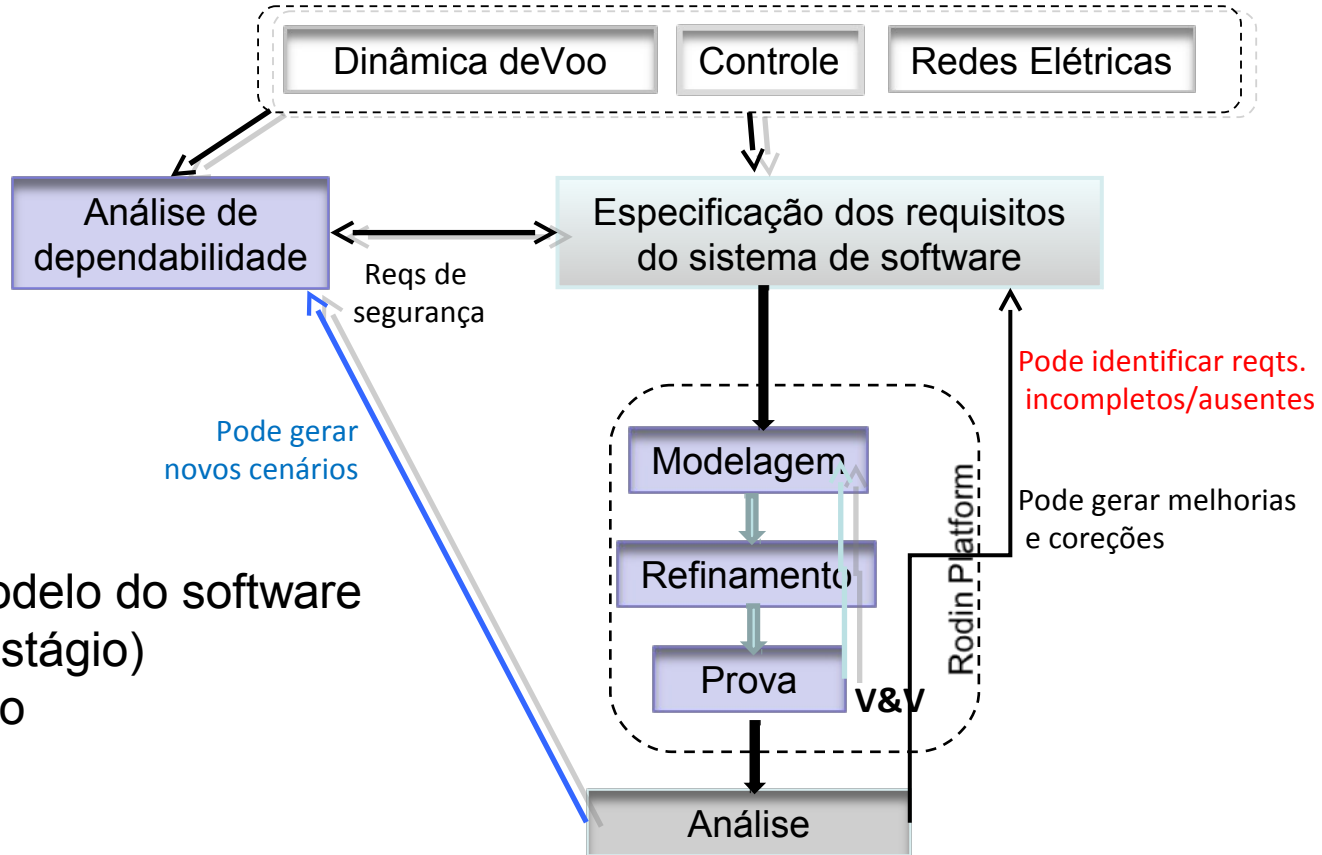 Dinâmica deVoo
Controle
Redes Elétricas
Análise de
dependabilidade
Especificação dos requisitos
do sistema de software
Reqs de
segurança
Pode identificar reqts.
incompletos/ausentes
Pode gerar
novos cenários
Modelagem
Pode gerar melhorias
e coreções
Rodin Platform
Refinamento
odelo do software
stágio)
o
Prova
V&V
Análise